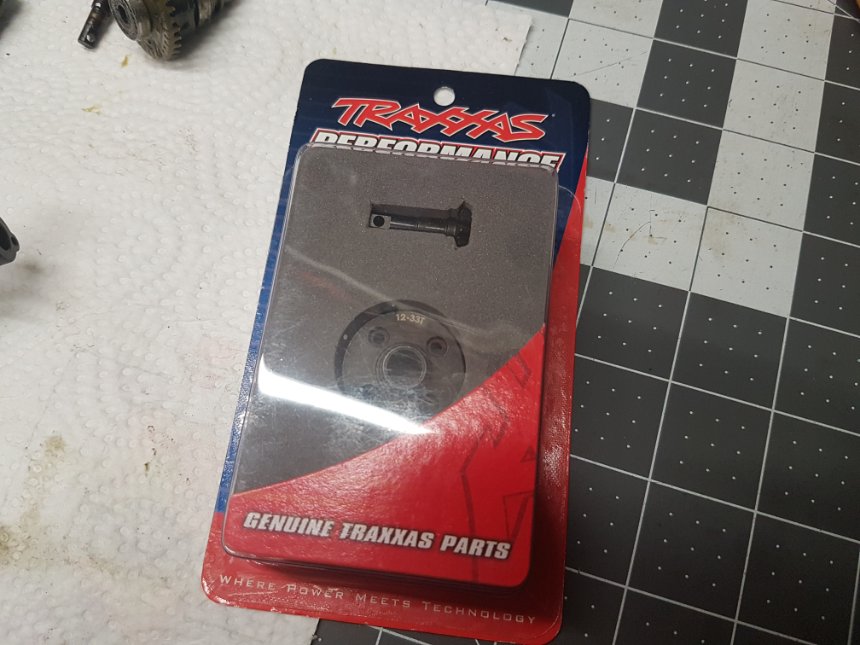 TRAXXAS
PERFORMANCE
12-33T
GENUINE TRAXXAS PARTS
WHERE POWER MEETS TECHNOLOGY